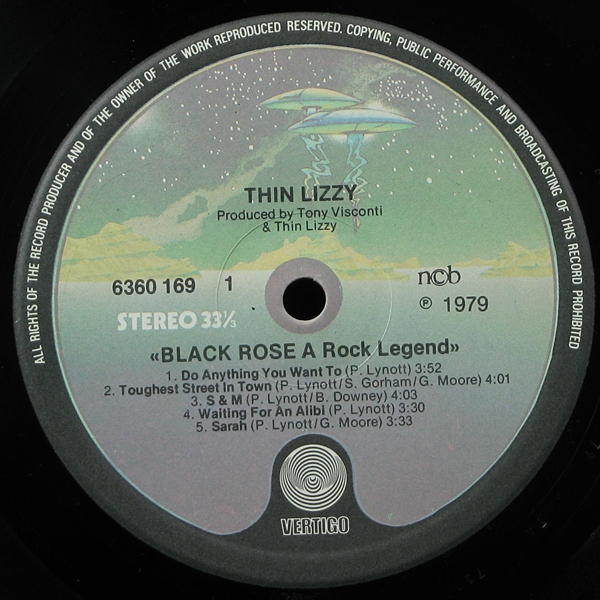 ALL RIGHTS OF THE RECORD PRODUCER AND OF THE OWNER OF THE WORK REPRODUCED RESERVED. COPYING, PUBLIC PERFORMANCE AND BROADCASTING OF THIS RECORD PROHIBITED
THIN LIZZY
Produced by Tony Visconti
& Thin Lizzy
6360 169 1
ncb
STEREO 33⅓
℗ 1979
«BLACK ROSE A Rock Legend»
1. Do Anything You Want To (P. Lynott) 3:52
2. Toughest Street In Town (P. Lynott/S. Gorham/G. Moore) 4:01
3. S & M (P. Lynott/B. Downey) 4:03
4. Waiting For An Alibi (P. Lynott) 3:30
5. Sarah (P. Lynott/G. Moore) 3:33
VERTIGO